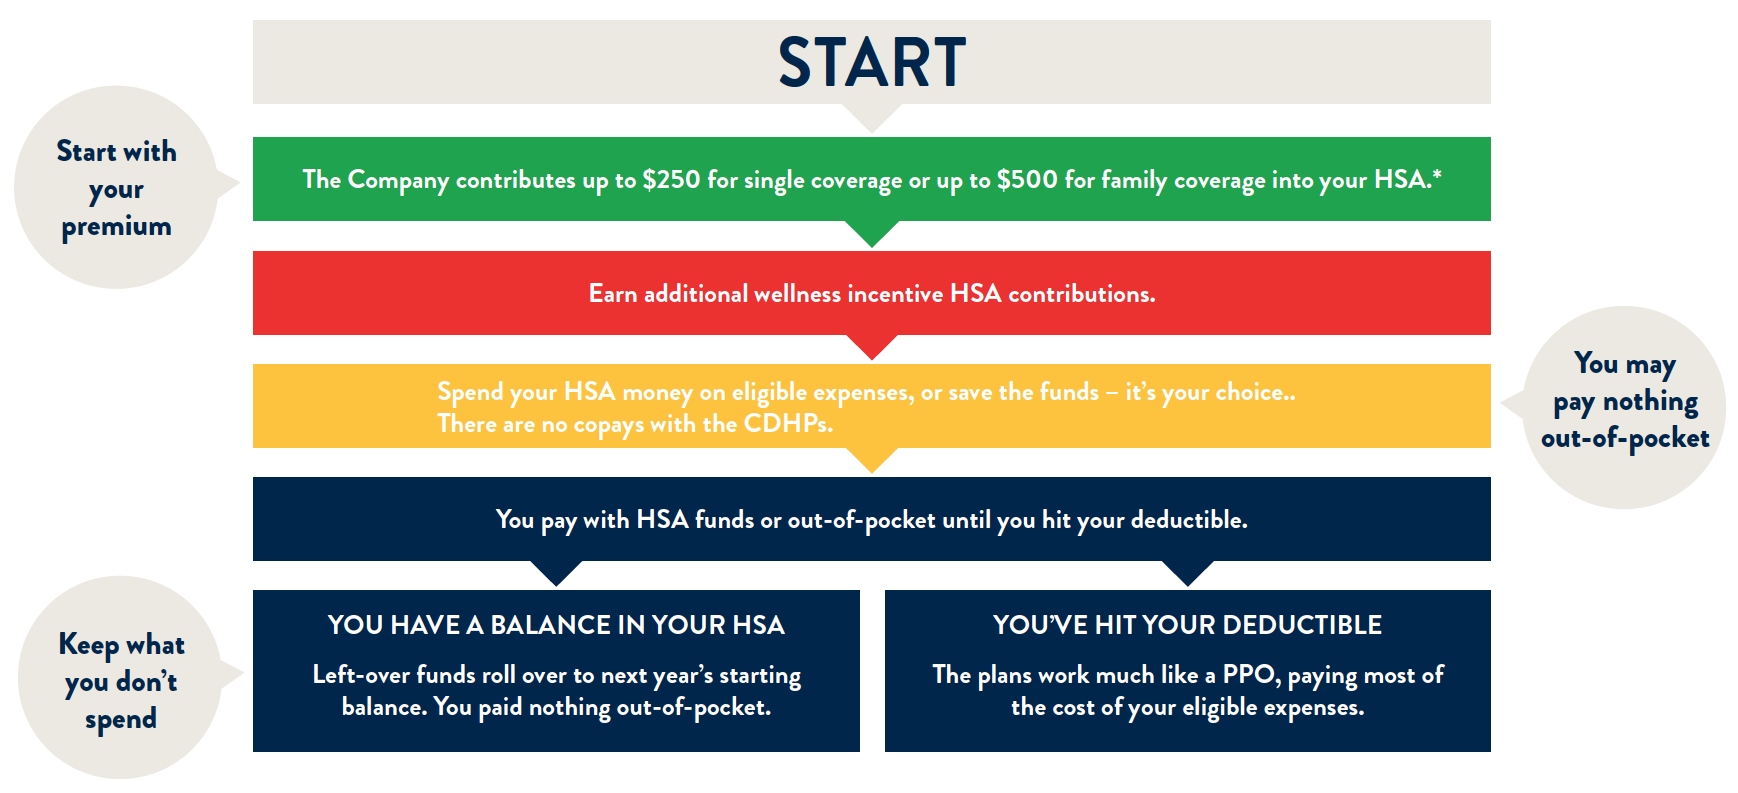 START
Start with
your
premium
The Company contributes up to $250 for single coverage or up to $500 for family coverage into your HSA.*
Earn additional wellness incentive HSA contributions.
Spend your HSA money on eligible expenses, or save the funds – it's your choice..
There are no copays with the CDHPs.
You may
pay nothing
out-of-pocket
You pay with HSA funds or out-of-pocket until you hit your deductible.
Keep what
you don't
spend
YOU HAVE A BALANCE IN YOUR HSA
Left-over funds roll over to next year's starting
balance. You paid nothing out-of-pocket.
YOU'VE HIT YOUR DEDUCTIBLE
The plans work much like a PPO, paying most of
the cost of your eligible expenses.